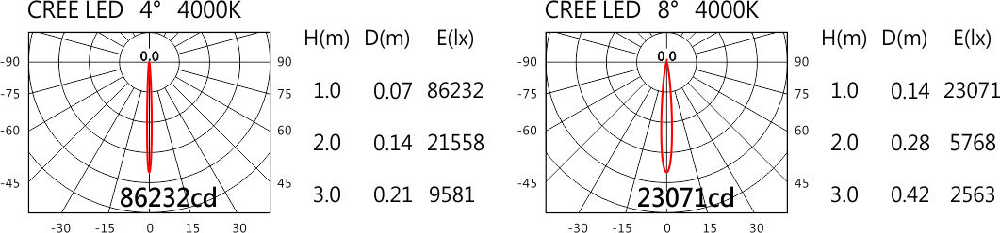 CREE LED 4° 4000K
0.0
-90 90
-75 75
-60 60
-45 45
86232cd
-30 -15 0 15 30
H(m) D(m) E(lx)
1.0 0.07 86232
2.0 0.14 21558
3.0 0.21 9581
CREE LED 8° 4000K
0.0
-90 90
-75 75
-60 60
-45 45
23071cd
-30 -15 0 15 30
H(m) D(m) E(lx)
1.0 0.14 23071
2.0 0.28 5768
3.0 0.42 2563